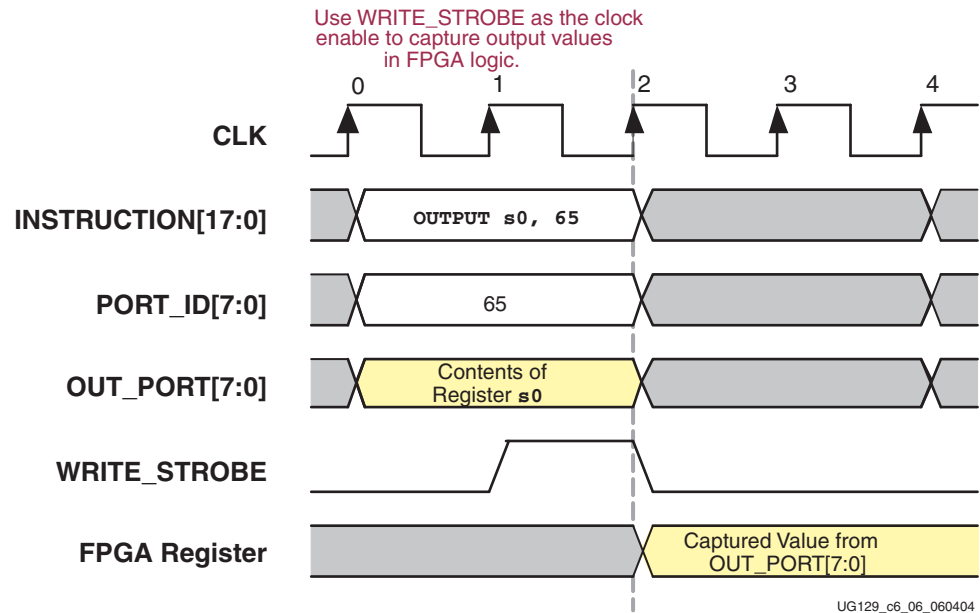 Use WRITE_STROBE as the clock
enable to capture output values
in FPGA logic.
0 1 2 3 4
CLK
INSTRUCTION[17:0]
OUTPUT s0, 65
PORT_ID[7:0]
65
OUT_PORT[7:0]
Contents of
Register s0
WRITE_STROBE
FPGA Register
Captured Value from
OUT_PORT[7:0]
UG129_c6_06_060404